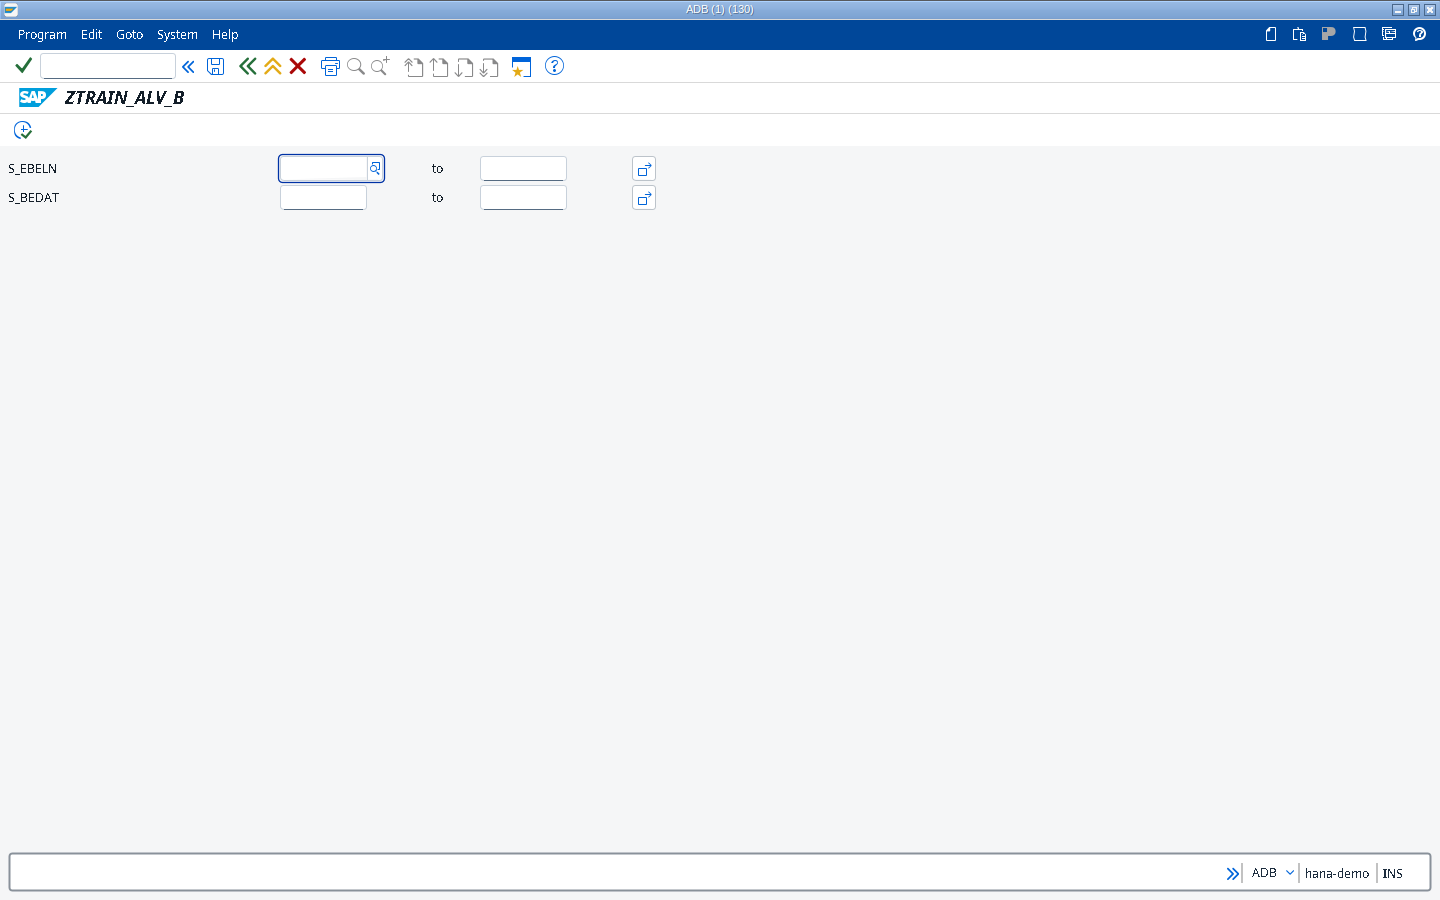 ADB (1) (130)
Program Edit Goto System Help
SAP ZTRAIN_ALV_B
S_EBELN to
S_BEDAT to
ADB hana-demo INS